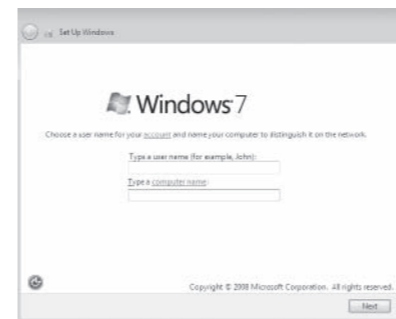 Set Up Windows
Windows 7
Choose a user name for your account and name your computer to distinguish it on the network.
Type a user name (for example, John):
Type a computer name:
Copyright © 2008 Microsoft Corporation. All rights reserved.
Next